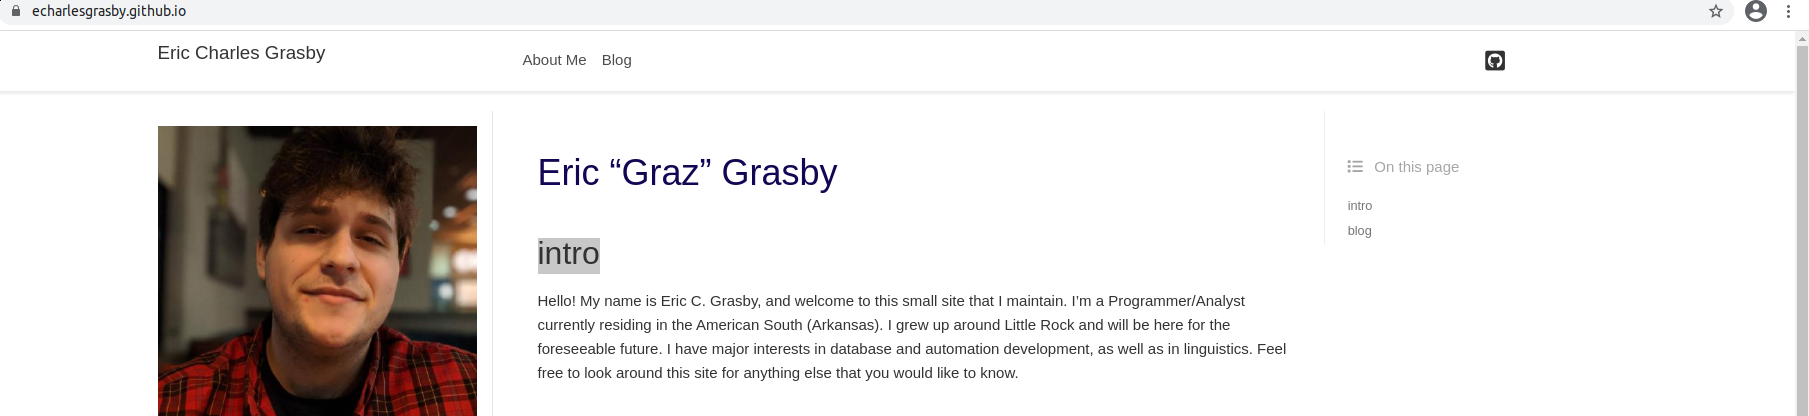 echarlesgrasby.github.io
Eric Charles Grasby
About Me Blog
Eric “Graz” Grasby
intro
Hello! My name is Eric C. Grasby, and welcome to this small site that I maintain. I’m a Programmer/Analyst
currently residing in the American South (Arkansas). I grew up around Little Rock and will be here for the
foreseeable future. I have major interests in database and automation development, as well as in linguistics. Feel
free to look around this site for anything else that you would like to know.
On this page
intro
blog